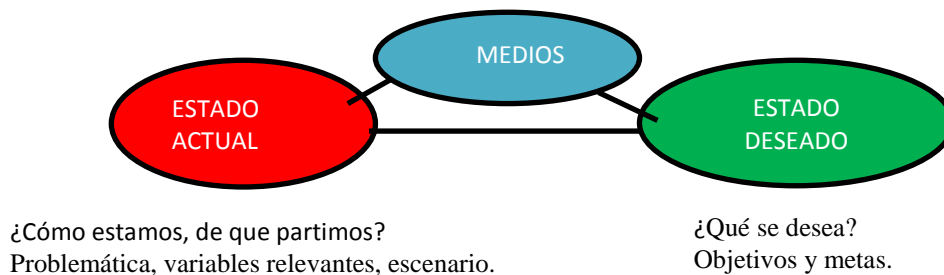 MEDIOS
ESTADO
ACTUAL
ESTADO
DESEADO
¿Cómo estamos, de que partimos?
Problemática, variables relevantes, escenario.
¿Qué se desea?
Objetivos y metas.